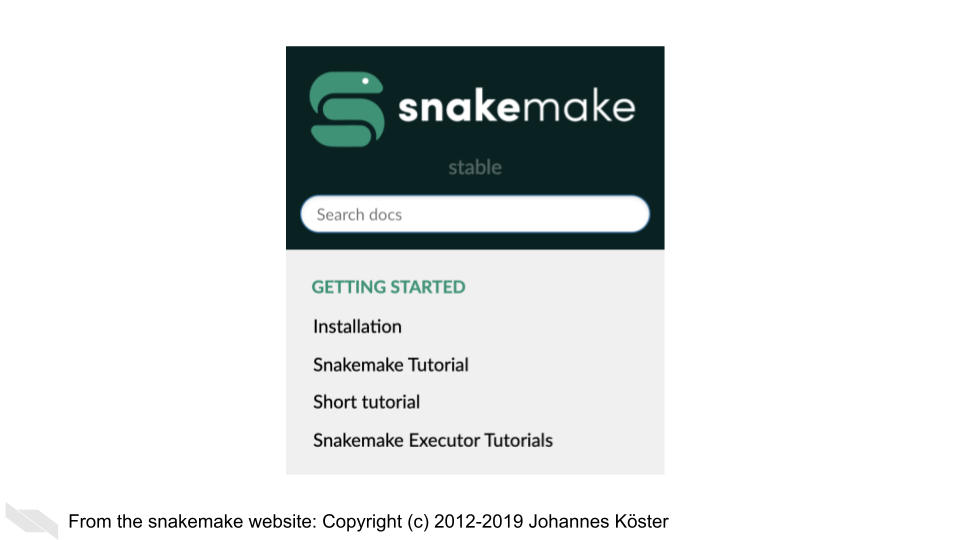 snakemake
stable
Search docs
GETTING STARTED
Installation
Snakemake Tutorial
Short tutorial
Snakemake Executor Tutorials
From the snakemake website: Copyright (c) 2012-2019 Johannes Köster